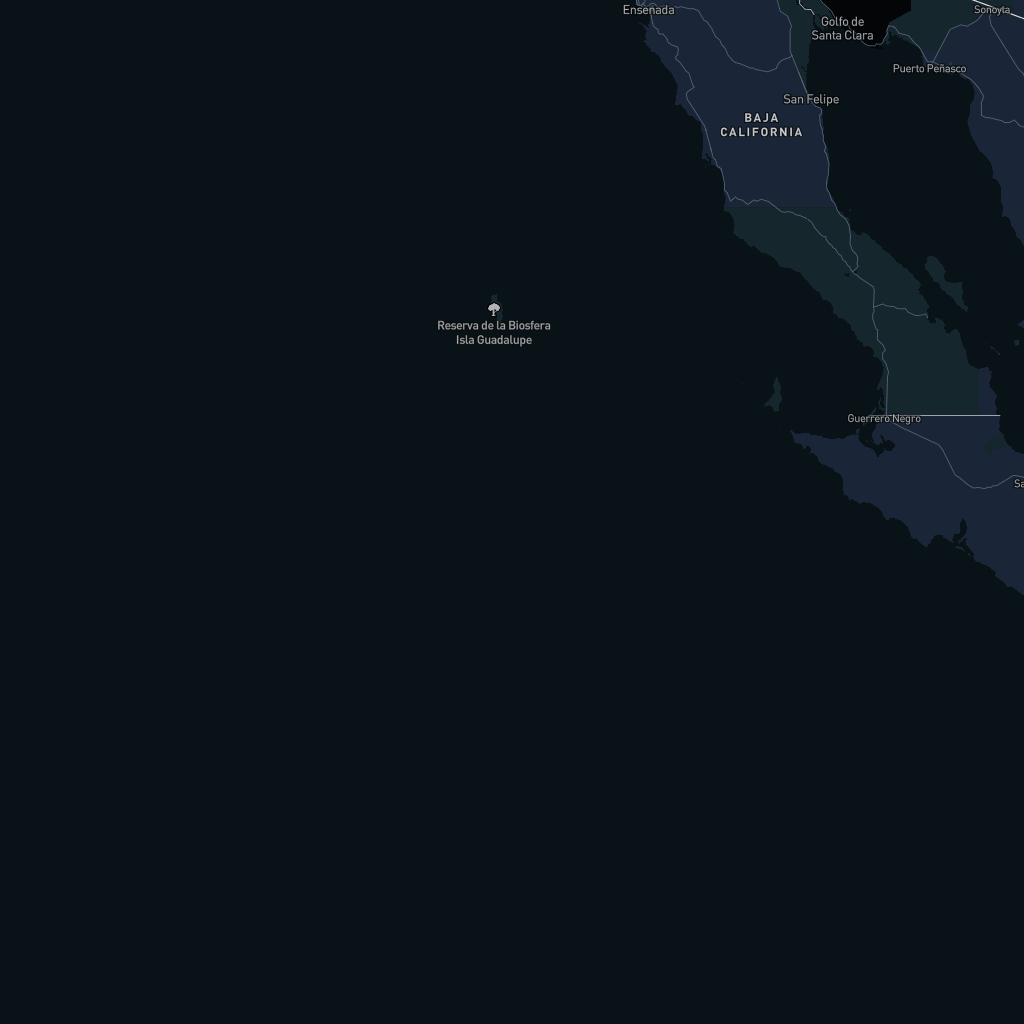 Ensenada
Sonoyta
Golfo de
Santa Clara
Puerto Peñasco
San Felipe
BAJA
CALIFORNIA
Reserva de la Biosfera
Isla Guadalupe
Guerrero Negro
Sa